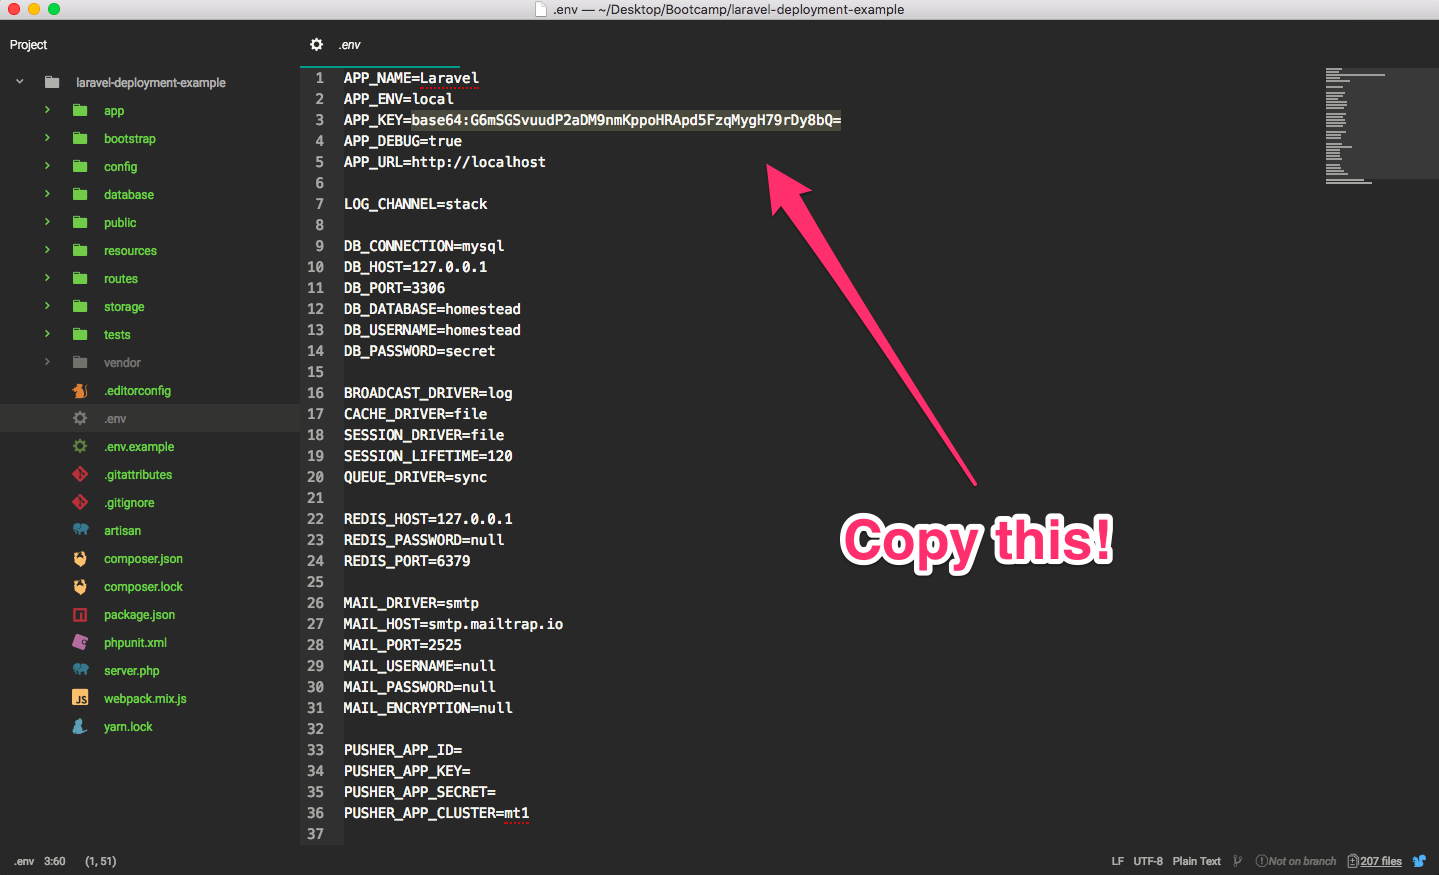 .env — ~/Desktop/Bootcamp/laravel-deployment-example
Project
laravel-deployment-example
app
bootstrap
config
database
public
resources
routes
storage
tests
vendor
.editorconfig
.env
.env.example
.gitattributes
.gitignore
artisan
composer.json
composer.lock
package.json
phpunit.xml
server.php
JS webpack.mix.js
yarn.lock
.env
1 APP_NAME=Laravel
2 APP_ENV=local
3 APP_KEY=base64:G6mSGSvuudP2aDM9nmKppoHRApd5FzqMygH79rDy8bQ=
4 APP_DEBUG=true
5 APP_URL=http://localhost
6
7 LOG_CHANNEL=stack
8
9 DB_CONNECTION=mysql
10 DB_HOST=127.0.0.1
11 DB_PORT=3306
12 DB_DATABASE=homestead
13 DB_USERNAME=homestead
14 DB_PASSWORD=secret
15
16 BROADCAST_DRIVER=log
17 CACHE_DRIVER=file
18 SESSION_DRIVER=file
19 SESSION_LIFETIME=120
20 QUEUE_DRIVER=sync
21
22 REDIS_HOST=127.0.0.1
23 REDIS_PASSWORD=null
24 REDIS_PORT=6379
25
26 MAIL_DRIVER=smtp
27 MAIL_HOST=smtp.mailtrap.io
28 MAIL_PORT=2525
29 MAIL_USERNAME=null
30 MAIL_PASSWORD=null
31 MAIL_ENCRYPTION=null
32
33 PUSHER_APP_ID=
34 PUSHER_APP_KEY=
35 PUSHER_APP_SECRET=
36 PUSHER_APP_CLUSTER=mt1
37
Copy this!
.env 3:60 (1, 51) LF UTF-8 Plain Text Not on branch 207 files